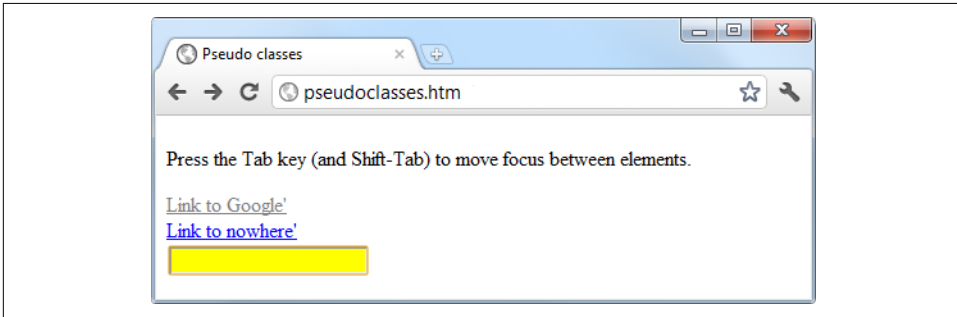 Pseudo classes
pseudoclasses.htm
Press the Tab key (and Shift-Tab) to move focus between elements.
Link to Google'
Link to nowhere'